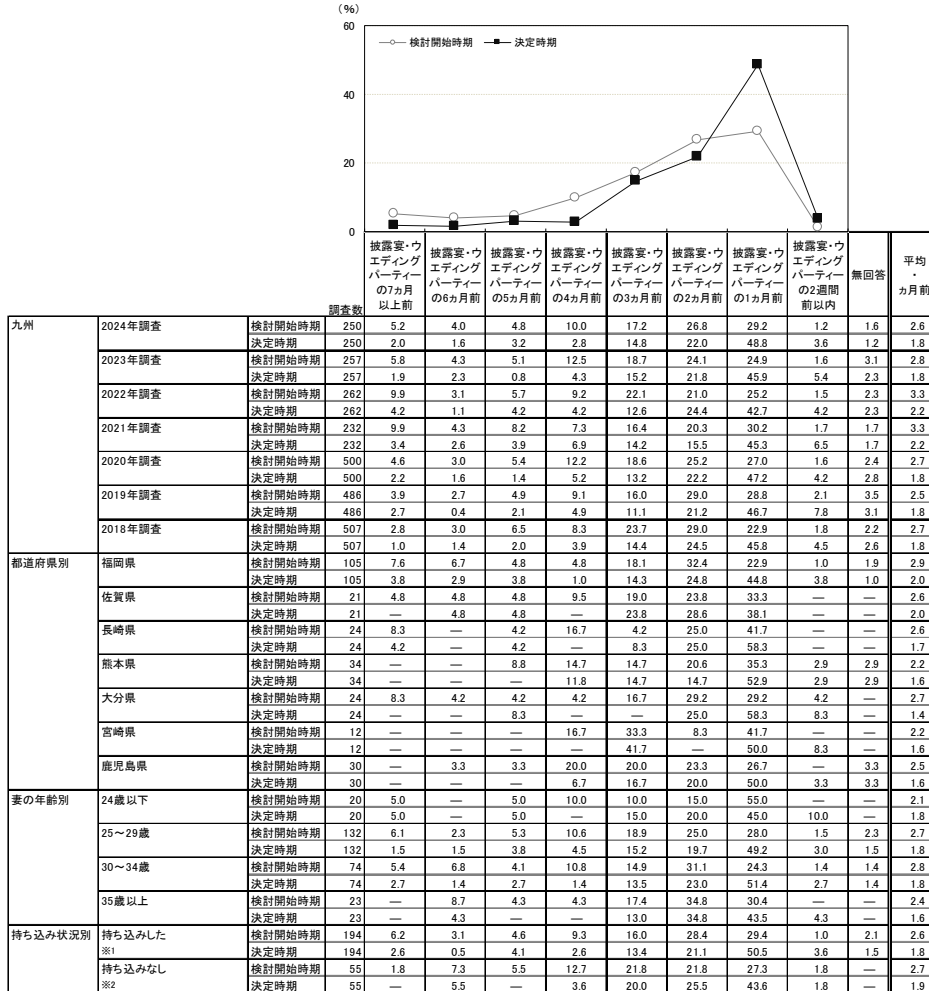 (%)
60
40
20
0
検討開始時期 決定時期
調査数 披露宴・ウエディングパーティーの7ヵ月以上前 披露宴・ウエディングパーティーの6ヵ月前 披露宴・ウエディングパーティーの5ヵ月前 披露宴・ウエディングパーティーの4ヵ月前 披露宴・ウエディングパーティーの3ヵ月前 披露宴・ウエディングパーティーの2ヵ月前 披露宴・ウエディングパーティーの1ヵ月前 披露宴・ウエディングパーティーの2週間前以内 無回答 平均・ヵ月前
九州 2024年調査 検討開始時期 250 5.2 4.0 4.8 10.0 17.2 26.8 29.2 1.2 1.6 2.6
決定時期 250 2.0 1.6 3.2 2.8 14.8 22.0 48.8 3.6 1.2 1.8
2023年調査 検討開始時期 257 5.8 4.3 5.1 12.5 18.7 24.1 24.9 1.6 3.1 2.8
決定時期 257 1.9 2.3 0.8 4.3 15.2 21.8 45.9 5.4 2.3 1.8
2022年調査 検討開始時期 262 9.9 3.1 5.7 9.2 22.1 21.0 25.2 1.5 2.3 3.3
決定時期 262 4.2 1.1 4.2 4.2 12.6 24.4 42.7 4.2 2.3 2.2
2021年調査 検討開始時期 232 9.9 4.3 8.2 7.3 16.4 20.3 30.2 1.7 1.7 3.3
決定時期 232 3.4 2.6 3.9 6.9 14.2 15.5 45.3 6.5 1.7 2.2
2020年調査 検討開始時期 500 4.6 3.0 5.4 12.2 18.6 25.2 27.0 1.6 2.4 2.7
決定時期 500 2.2 1.6 1.4 5.2 13.2 22.2 47.2 4.2 2.8 1.8
2019年調査 検討開始時期 486 3.9 2.7 4.9 9.1 16.0 29.0 28.8 2.1 3.5 2.5
決定時期 486 2.7 0.4 2.1 4.9 11.1 21.2 46.7 7.8 3.1 1.8
2018年調査 検討開始時期 507 2.8 3.0 6.5 8.3 23.7 29.0 22.9 1.8 2.2 2.7
決定時期 507 1.0 1.4 2.0 3.9 14.4 24.5 45.8 4.5 2.6 1.8
都道府県別 福岡県 検討開始時期 105 7.6 6.7 4.8 4.8 18.1 32.4 22.9 1.0 1.9 2.9
決定時期 105 3.8 2.9 3.8 1.0 14.3 24.8 44.8 3.8 1.0 2.0
佐賀県 検討開始時期 21 4.8 4.8 4.8 9.5 19.0 23.8 33.3 — — 2.6
決定時期 21 — 4.8 4.8 — 23.8 28.6 38.1 — — 2.0
長崎県 検討開始時期 24 8.3 — 4.2 16.7 4.2 25.0 41.7 — — 2.6
決定時期 24 4.2 — 4.2 — 8.3 25.0 58.3 — — 1.7
熊本県 検討開始時期 34 — — 8.8 14.7 14.7 20.6 35.3 2.9 2.9 2.2
決定時期 34 — — — 11.8 14.7 14.7 52.9 2.9 2.9 1.6
大分県 検討開始時期 24 8.3 4.2 4.2 4.2 16.7 29.2 29.2 4.2 — 2.7
決定時期 24 — — 8.3 — — 25.0 58.3 8.3 — 1.4
宮崎県 検討開始時期 12 — — — 16.7 33.3 8.3 41.7 — — 2.2
決定時期 12 — — — — 41.7 — 50.0 8.3 — 1.6
鹿児島県 検討開始時期 30 — 3.3 3.3 20.0 20.0 23.3 26.7 — 3.3 2.5
決定時期 30 — — — 6.7 16.7 20.0 50.0 3.3 3.3 1.6
妻の年齢別 24歳以下 検討開始時期 20 5.0 — 5.0 10.0 10.0 15.0 55.0 — — 2.1
決定時期 20 5.0 — 5.0 — 15.0 20.0 45.0 10.0 — 1.8
25～29歳 検討開始時期 132 6.1 2.3 5.3 10.6 18.9 25.0 28.0 1.5 2.3 2.7
決定時期 132 1.5 1.5 3.8 4.5 15.2 19.7 49.2 3.0 1.5 1.8
30～34歳 検討開始時期 74 5.4 6.8 4.1 10.8 14.9 31.1 24.3 1.4 1.4 2.8
決定時期 74 2.7 1.4 2.7 1.4 13.5 23.0 51.4 2.7 1.4 1.8
35歳以上 検討開始時期 23 — 8.7 4.3 4.3 17.4 34.8 30.4 — — 2.4
決定時期 23 — 4.3 — — 13.0 34.8 43.5 4.3 — 1.6
持ち込み状況別 持ち込みした 検討開始時期 194 6.2 3.1 4.6 9.3 16.0 28.4 29.4 1.0 2.1 2.6
※1 決定時期 194 2.6 0.5 4.1 2.6 13.4 21.1 50.5 3.6 1.5 1.8
持ち込みなし 検討開始時期 55 1.8 7.3 5.5 12.7 21.8 21.8 27.3 1.8 — 2.7
※2 決定時期 55 — 5.5 — 3.6 20.0 25.5 43.6 1.8 — 1.9